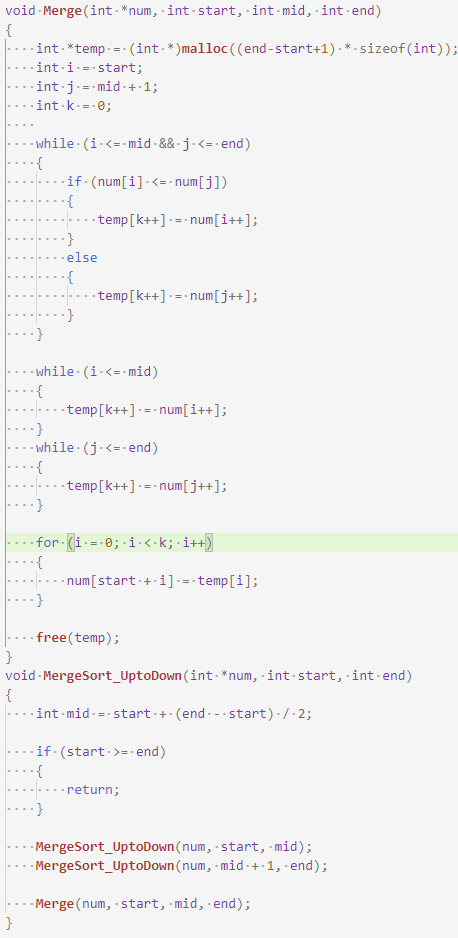 void Merge(int *num, int start, int mid, int end)
{
    int *temp = (int *)malloc((end-start+1) * sizeof(int));
    int i = start;
    int j = mid + 1;
    int k = 0;
    while (i <= mid && j <= end)
    {
        if (num[i] <= num[j])
        {
            temp[k++] = num[i++];
        }
        else
        {
            temp[k++] = num[j++];
        }
    }
    while (i <= mid)
    {
        temp[k++] = num[i++];
    }
    while (j <= end)
    {
        temp[k++] = num[j++];
    }
    for (i = 0; i < k; i++)
    {
        num[start + i] = temp[i];
    }
    free(temp);
}
void MergeSort_UptoDown(int *num, int start, int end)
{
    int mid = start + (end - start) / 2;
    if (start >= end)
    {
        return;
    }
    MergeSort_UptoDown(num, start, mid);
    MergeSort_UptoDown(num, mid + 1, end);
    Merge(num, start, mid, end);
}